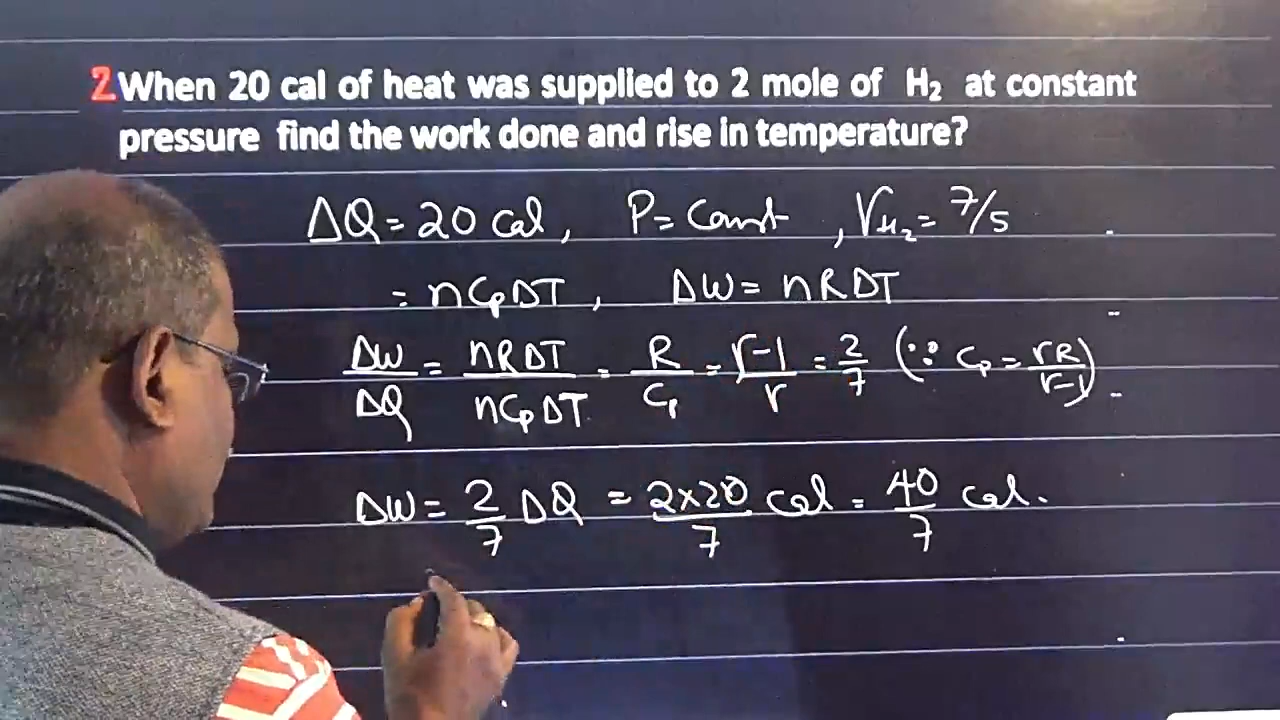 2. When 20 cal of heat was supplied to 2 mole of H₂ at constant
pressure find the work done and rise in temperature?
ΔQ = 20 Cal, P = Const, γ_H₂ = 7/5
= nCpΔT, ΔW = nRΔT
ΔW/ΔQ = nRΔT/nCpΔT = R/Cp = γ-1/γ = 2/7 (∵ Cp = γR/γ-1)
ΔW = 2/7 ΔQ = 2×20/7 Cal = 40/7 Cal.